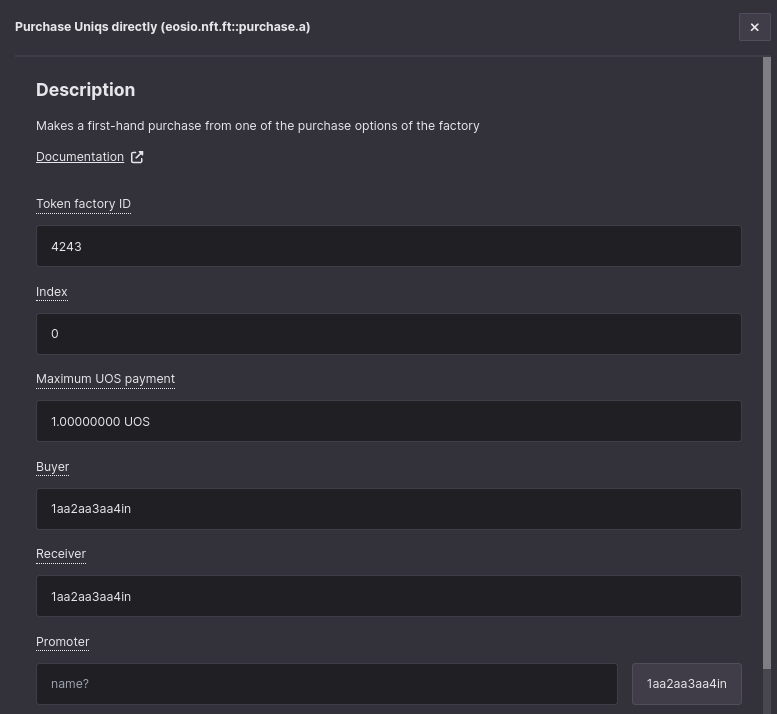 Purchase Uniqs directly (eosio.nft.ft::purchase.a)
Description
Makes a first-hand purchase from one of the purchase options of the factory
Documentation
Token factory ID
4243
Index
0
Maximum UOS payment
1.00000000 UOS
Buyer
1aa2aa3aa4in
Receiver
1aa2aa3aa4in
Promoter
name? 1aa2aa3aa4in